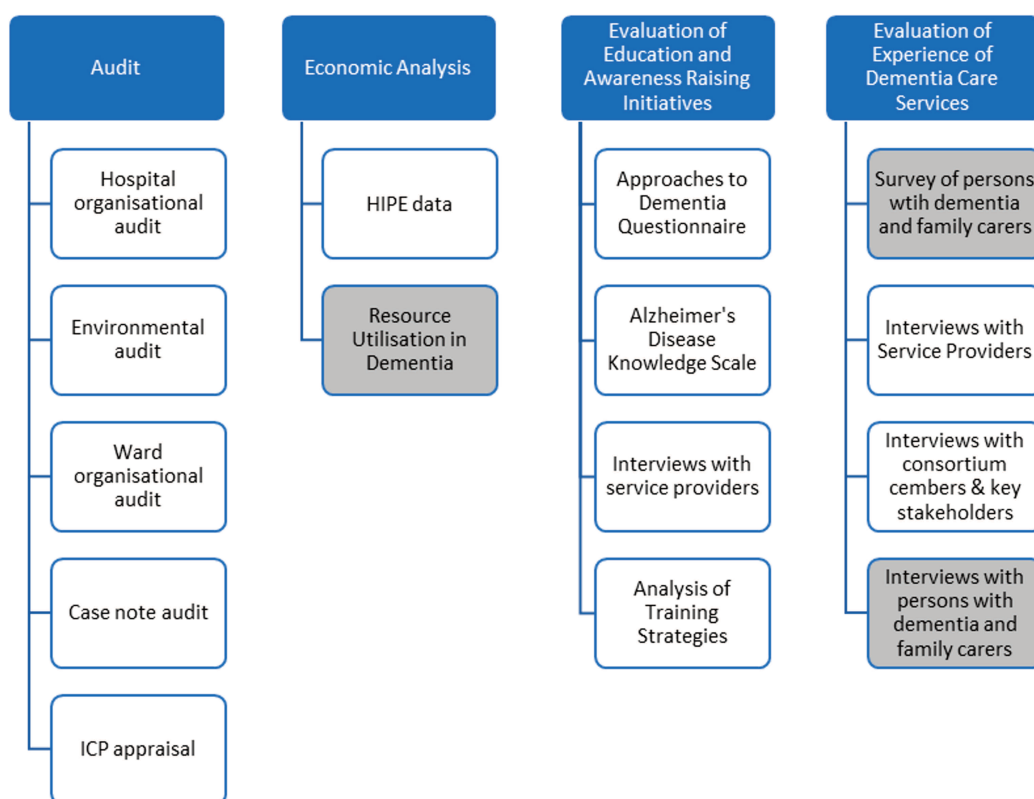 Audit
Hospital
organisational
audit
Environmental
audit
Ward
organisational
audit
Case note audit
ICP appraisal
Economic Analysis
HIPE data
Resource
Utilisation in
Dementia
Evaluation of
Education and
Awareness Raising
Initiatives
Approaches to
Dementia
Questionnaire
Alzheimer's
Disease
Knowledge Scale
Interviews with
service providers
Analysis of
Training
Strategies
Evaluation of
Experience of
Dementia Care
Services
Survey of persons
wtih dementia
and family carers
Interviews with
Service Providers
Interviews with
consortium
cembers & key
stakeholders
Interviews with
persons with
dementia and
family carers